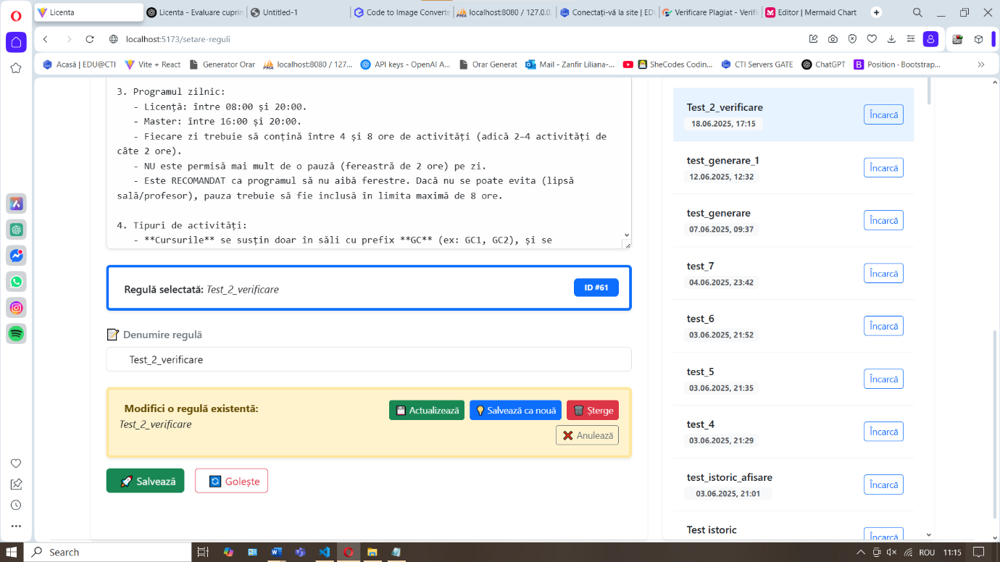 Licenta
Licenta - Evaluare cuprin
Untitled-1
Code to Image Converte
localhost:8080 / 127.0.0.
Conectați-vă la site | EDU
Verificare Plagiat - Verifi
Editor | Mermaid Chart
localhost:5173/setare-reguli
Acasă | EDU@CTI
Vite + React
Generator Orar
localhost:8080 / 127...
API keys - OpenAI A...
Orar Generat
Mail - Zanfir Liliana-...
SheCodes Codin...
CTI Servers GATE
ChatGPT
Position · Bootstrap...
3. Programul zilnic:
- Licență: între 08:00 și 20:00.
- Master: între 16:00 și 20:00.
- Fiecare zi trebuie să conțină între 4 și 8 ore de activități (adică 2–4 activități de
câte 2 ore).
- NU este permisă mai mult de o pauză (fereastră de 2 ore) pe zi.
- Este RECOMANDAT ca programul să nu aibă ferestre. Dacă nu se poate evita (lipsă
sală/profesor), pauza trebuie să fie inclusă în limita maximă de 8 ore.
4. Tipuri de activități:
- **Cursurile** se susțin doar în săli cu prefix **GC** (ex: GC1, GC2), și se
Regulă selectată: Test_2_verificare
ID #61
Denumire regulă
Test_2_verificare
Modifici o regulă existentă:
Test_2_verificare
Actualizează
Salvează ca nouă
Șterge
Anulează
Salvează
Golește
Test_2_verificare
18.06.2025, 17:15
Încarcă
test_generare_1
12.06.2025, 12:32
Încarcă
test_generare
07.06.2025, 09:37
Încarcă
test_7
04.06.2025, 23:42
Încarcă
test_6
03.06.2025, 21:52
Încarcă
test_5
03.06.2025, 21:35
Încarcă
test_4
03.06.2025, 21:29
Încarcă
test_istoric_afisare
03.06.2025, 21:01
Încarcă
Test istoric
Încarcă
Search
ROU
11:15